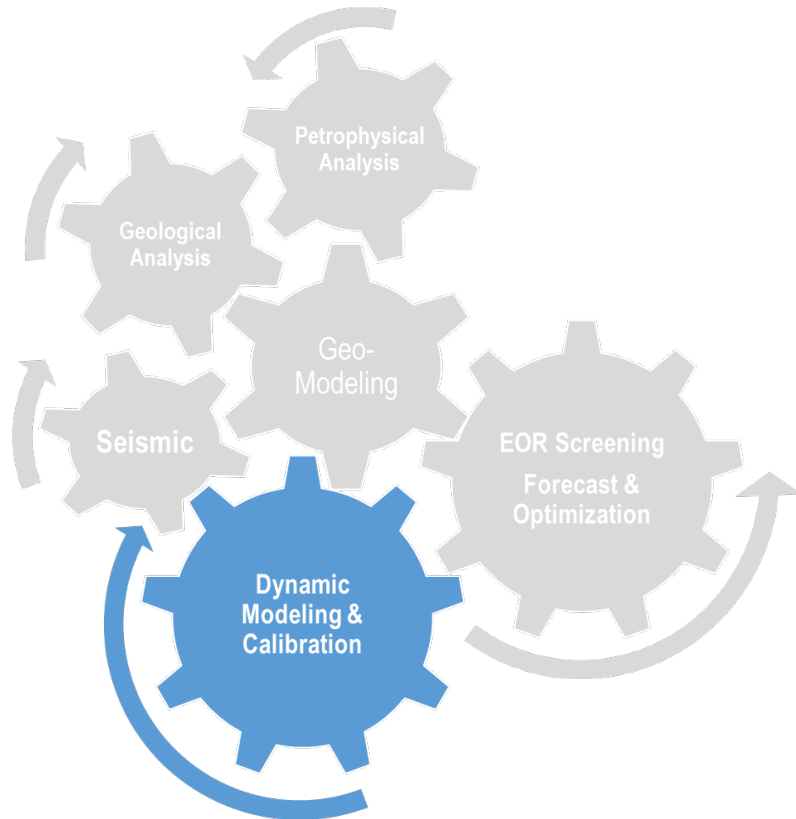 Petrophysical
Analysis
Geological
Analysis
Geo-
Modeling
Seismic
EOR Screening
Forecast &
Optimization
Dynamic
Modeling &
Calibration